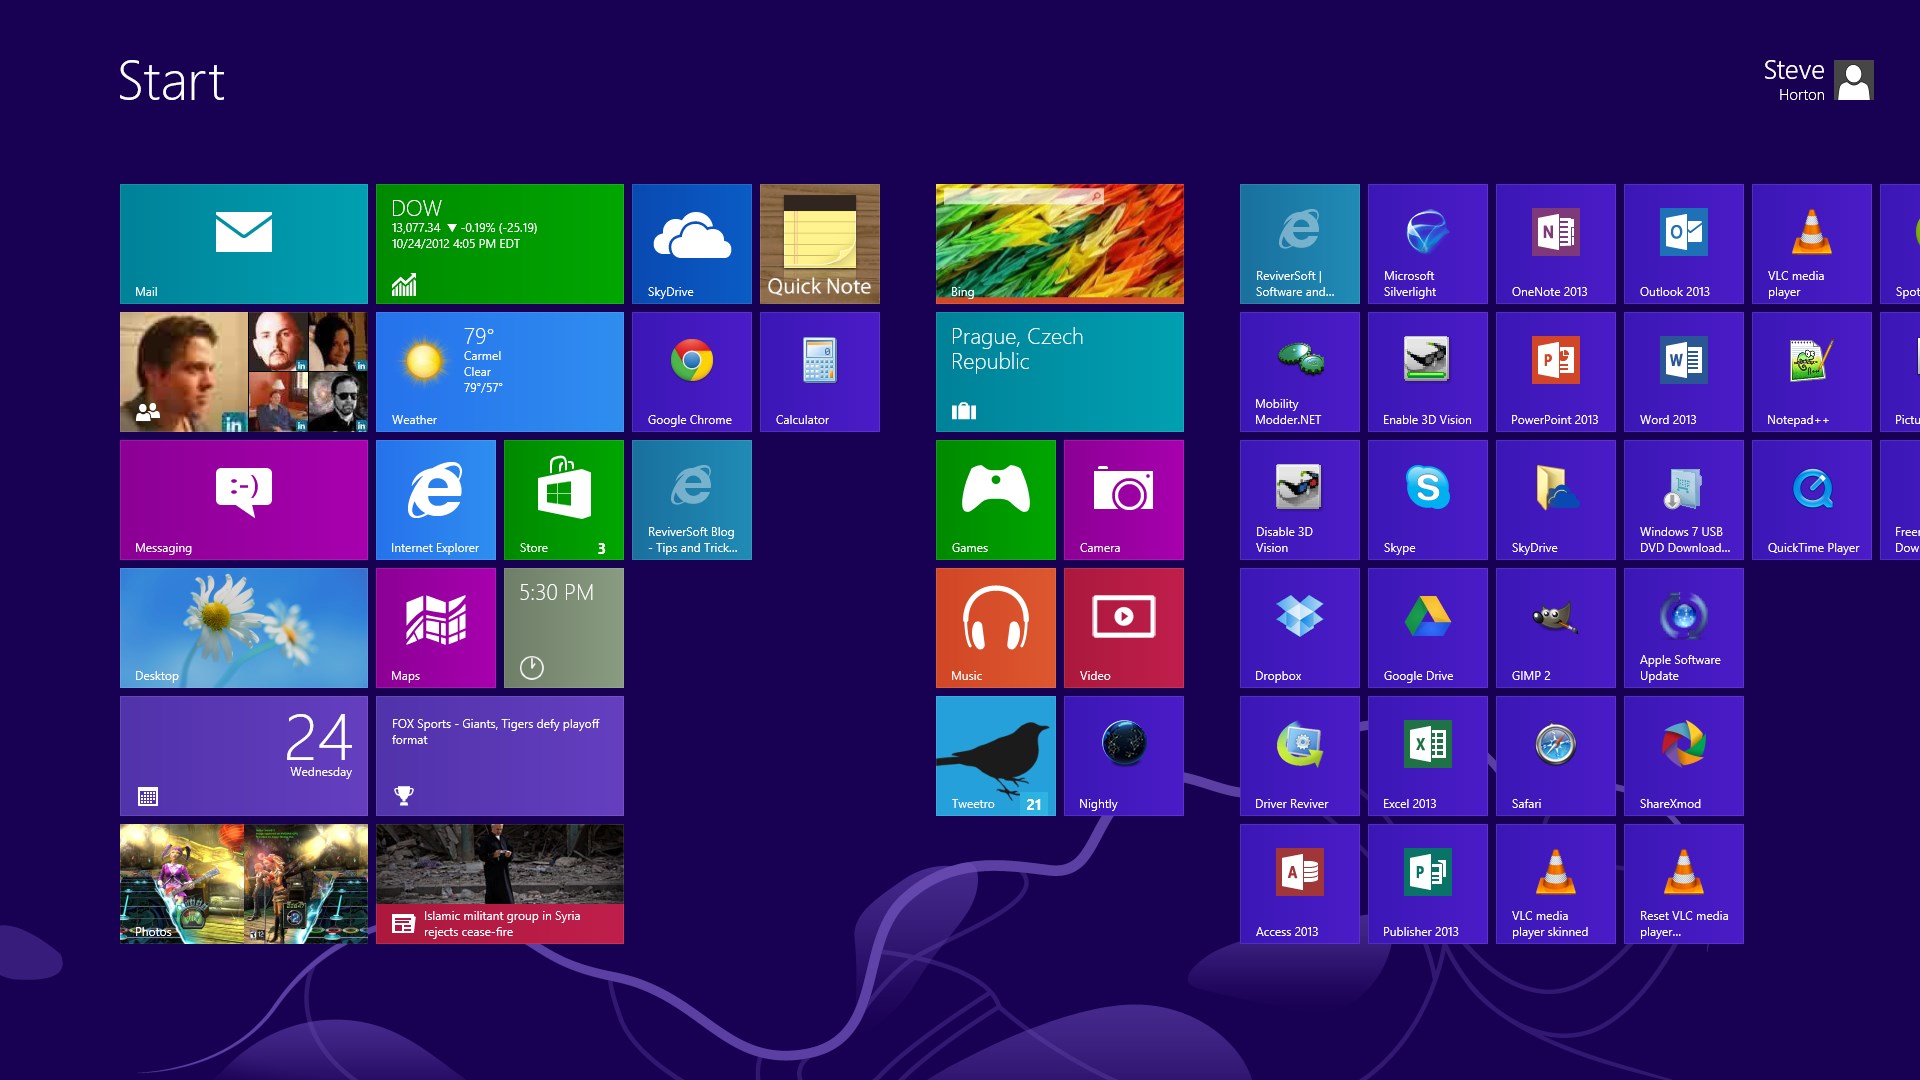 Start
Steve
Horton
Mail
DOW
13,077.34 ▼ -0.19% (-25.19)
10/24/2012 4:05 PM EDT
SkyDrive
Quick Note
in
in
in
in
in
Weather
79°
Carmel
Clear
79°/57°
Google Chrome
Calculator
Messaging
:-)
Internet Explorer
Store
3
ReviverSoft Blog
- Tips and Trick...
Desktop
Maps
5:30 PM
24
Wednesday
FOX Sports - Giants, Tigers defy playoff
format
Photos
Islamic militant group in Syria
rejects cease-fire
Bing
Prague, Czech
Republic
Games
Camera
Music
Video
Tweetro
21
Nightly
ReviverSoft |
Software and...
Microsoft
Silverlight
N
OneNote 2013
O
Outlook 2013
VLC media
player
Spot
Mobility
Modder.NET
Enable 3D Vision
P
PowerPoint 2013
W
Word 2013
Notepad++
Pictu
Disable 3D
Vision
S
Skype
SkyDrive
Windows 7 USB
DVD Download...
QuickTime Player
Free
Dow
Dropbox
Google Drive
GIMP 2
Apple Software
Update
Driver Reviver
X
Excel 2013
Safari
ShareXmod
A
Access 2013
P
Publisher 2013
VLC media
player skinned
Reset VLC media
player...